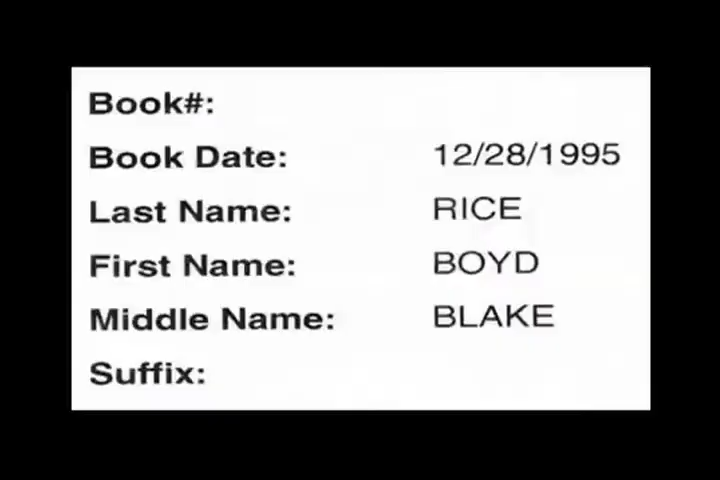 Book#:
Book Date: 12/28/1995
Last Name: RICE
First Name: BOYD
Middle Name: BLAKE
Suffix: